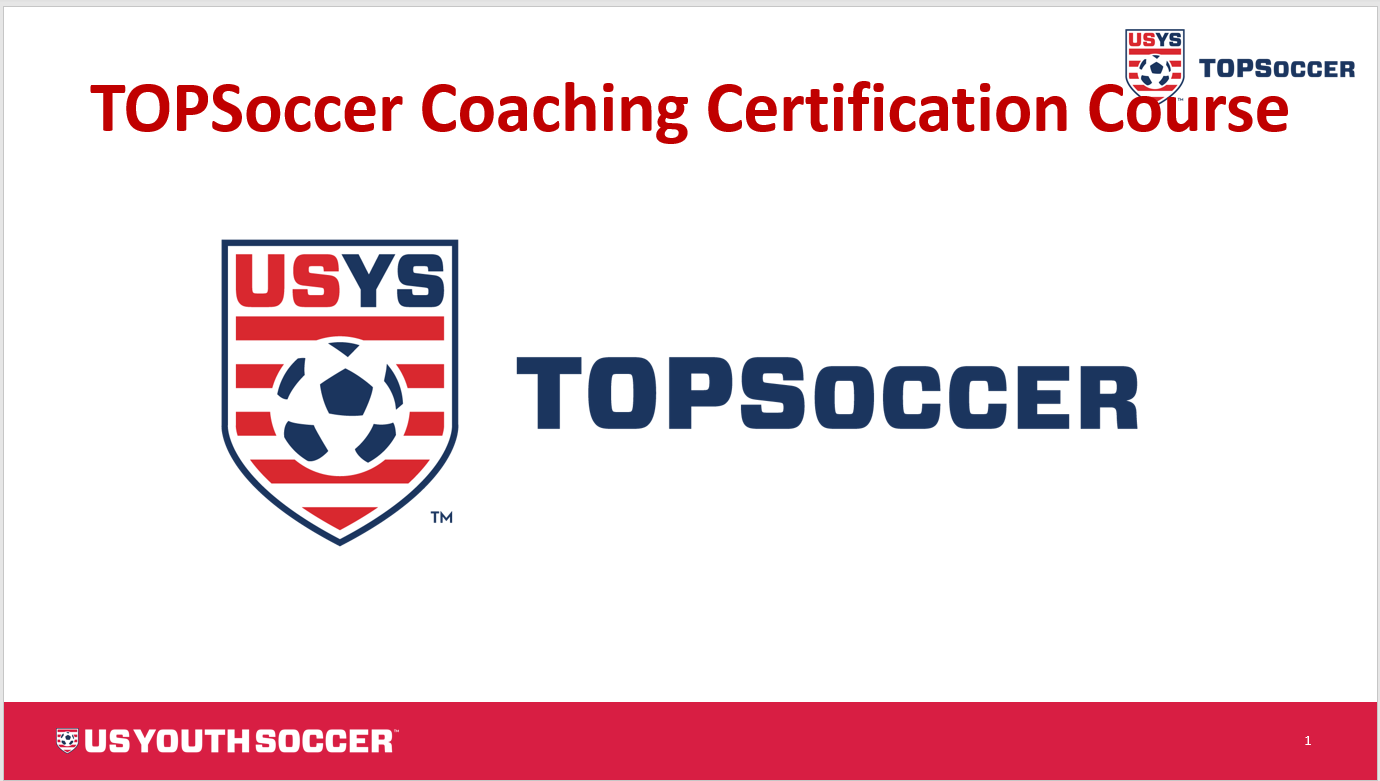 USYS
TOPSOCCER
TOPSoccer Coaching Certification Course
USYS
TOPSOCCER
TM
US YOUTH SOCCER
1